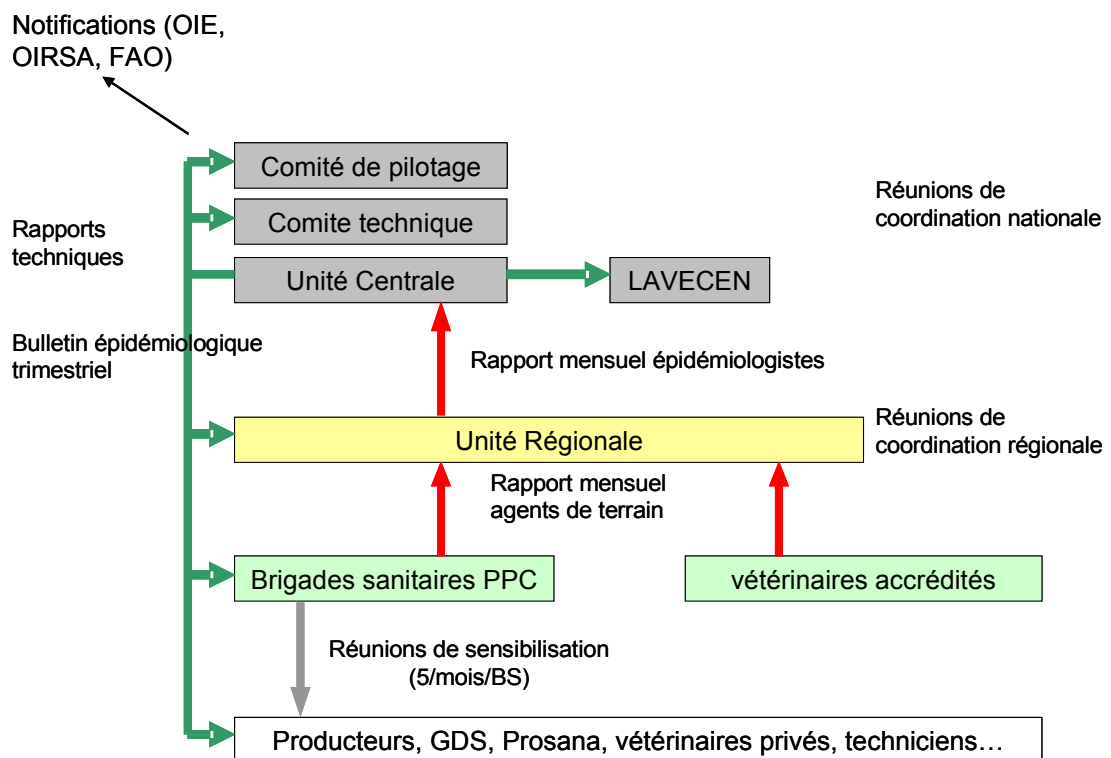 Notifications (OIE,
OIRSA, FAO)
Comité de pilotage
Réunions de
coordination nationale
Comite technique
Rapports
techniques
Unité Centrale
LAVECEN
Bulletin épidémiologique
trimestriel
Rapport mensuel épidémiologistes
Unité Régionale
Réunions de
coordination régionale
Rapport mensuel
agents de terrain
Brigades sanitaires PPC
vétérinaires accrédités
Réunions de sensibilisation
(5/mois/BS)
Producteurs, GDS, Prosana, vétérinaires privés, techniciens…